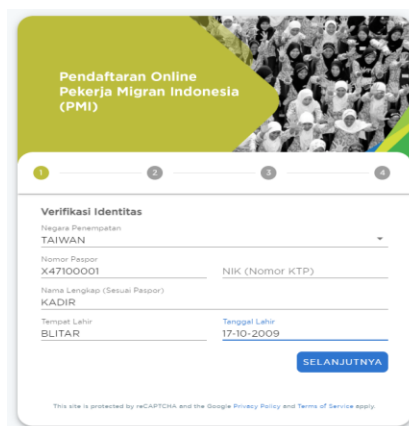 Pendaftaran Online
Pekerja Migran Indonesia
(PMI)
1 2 3 4
Verifikasi Identitas
Negara Penempatan
TAIWAN
Nomor Paspor
X47100001 NIK (Nomor KTP)
Nama Lengkap (Sesuai Paspor)
KADIR
Tempat Lahir Tanggal Lahir
BLITAR 17-10-2009
SELANJUTNYA
This site is protected by reCAPTCHA and the Google Privacy Policy and Terms of Service apply.